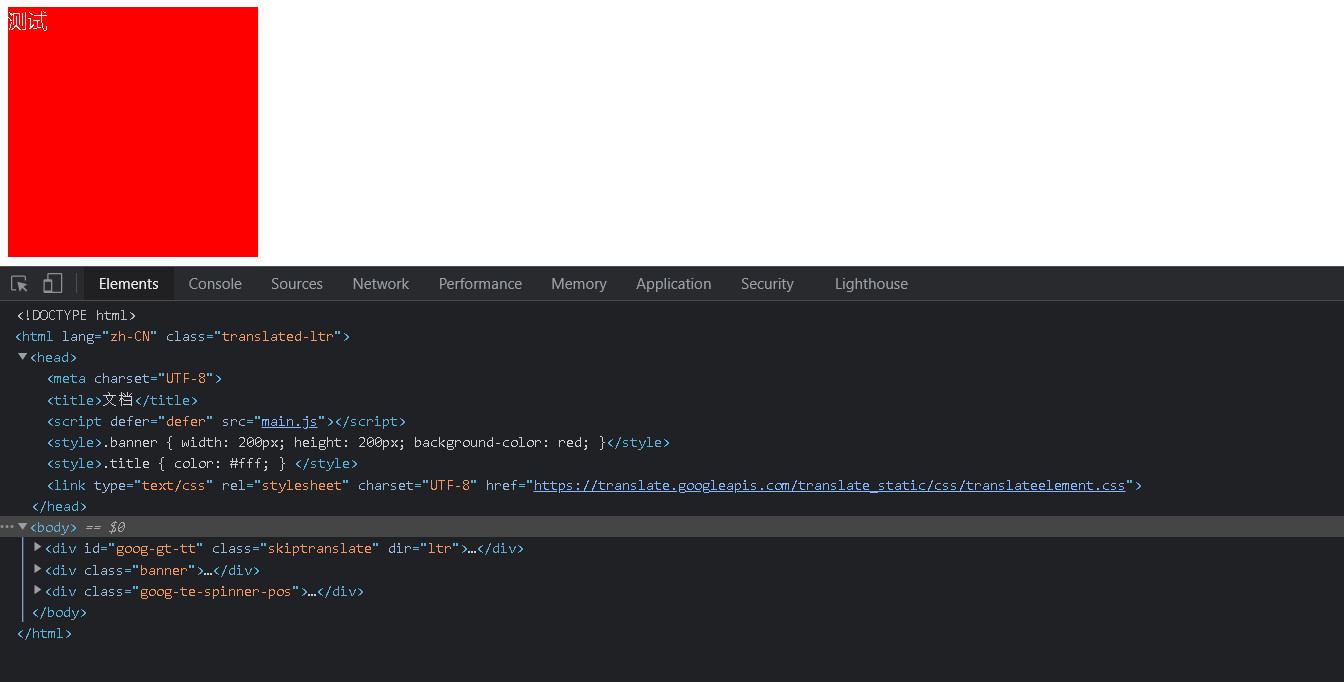 测试
Elements Console Sources Network Performance Memory Application Security Lighthouse
<!DOCTYPE html>
<html lang="zh-CN" class="translated-ltr">
<head>
<meta charset="UTF-8">
<title>文档</title>
<script defer="defer" src="main.js"></script>
<style>.banner { width: 200px; height: 200px; background-color: red; }</style>
<style>.title { color: #fff; } </style>
<link type="text/css" rel="stylesheet" charset="UTF-8" href="https://translate.googleapis.com/translate_static/css/translateelement.css">
</head>
<body> == $0
<div id="goog-gt-tt" class="skiptranslate" dir="ltr">…</div>
<div class="banner">…</div>
<div class="goog-te-spinner-pos">…</div>
</body>
</html>